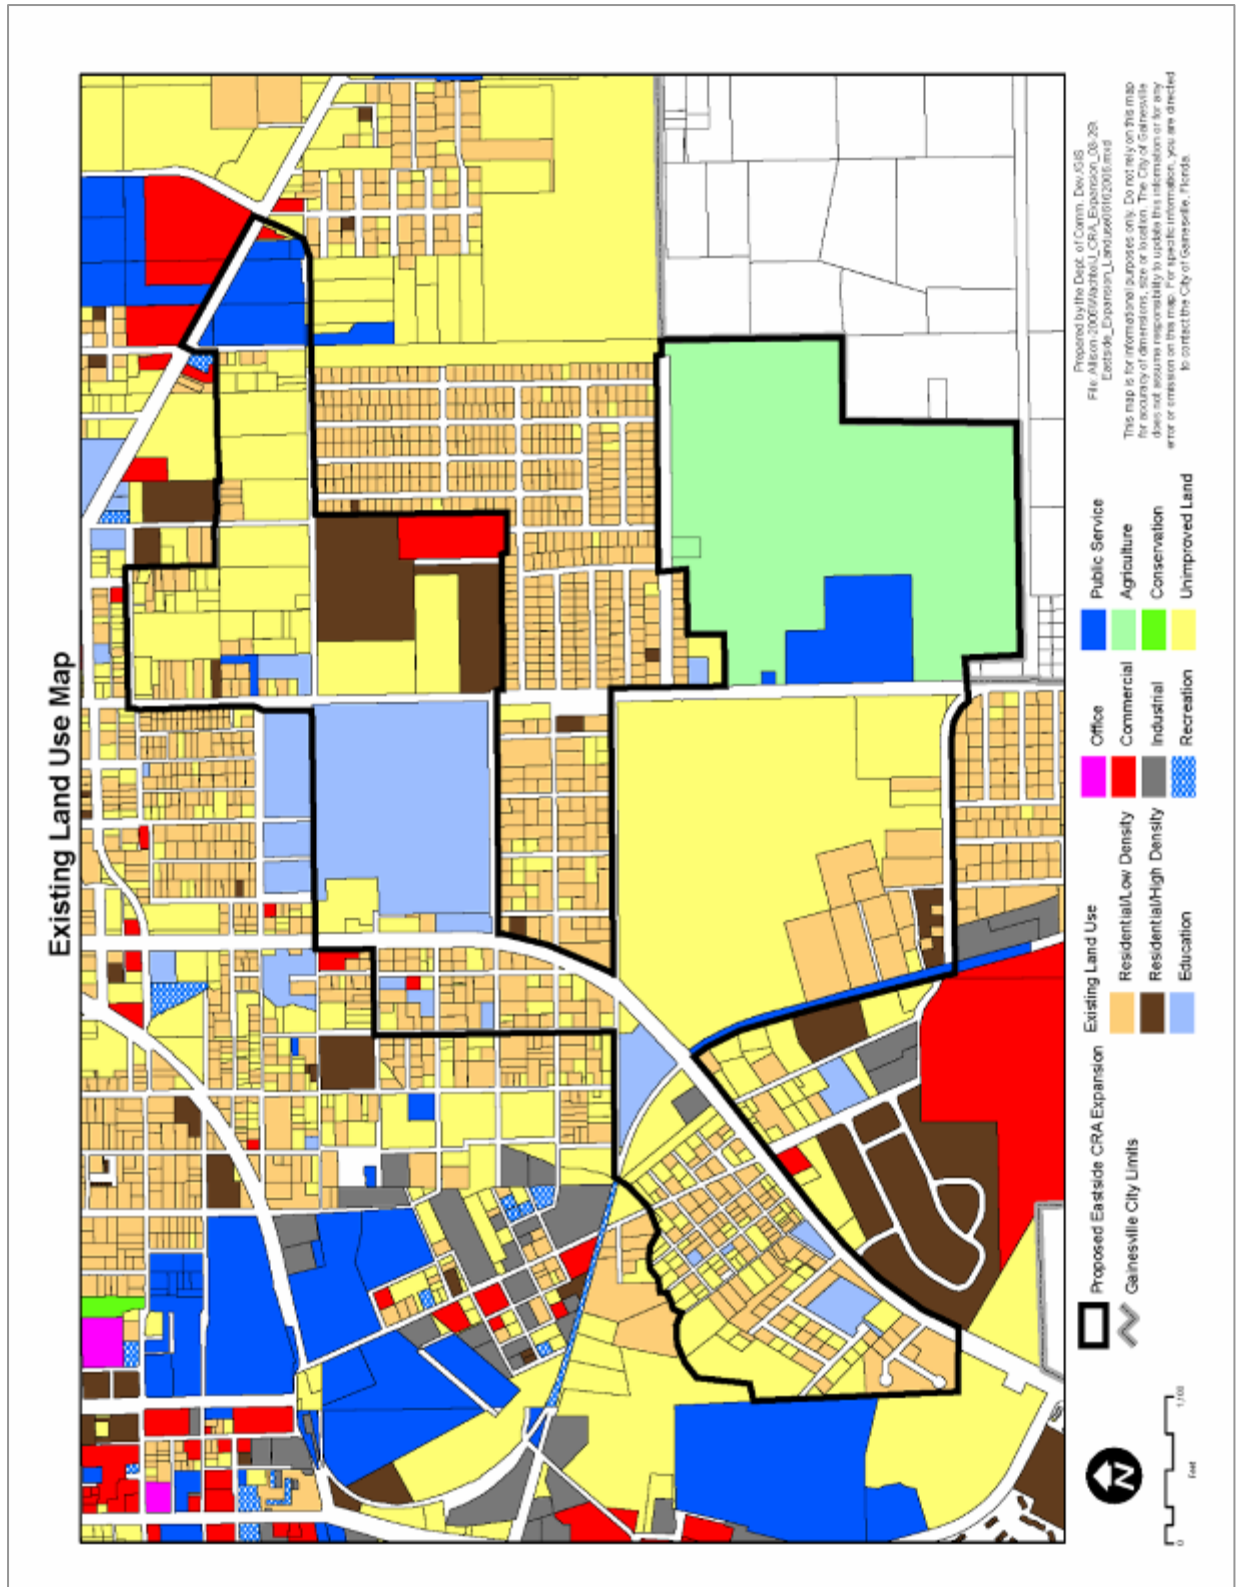 Existing Land Use Map
Prepared by the Dept. of Comm. Dev./GIS
This map is for informational purposes only. Do not rely on this map
for accuracy of dimensions, size or location. The City of Gainesville
does not assume responsibility to update this information or for any
error or omission on this map. For specific information, you are directed
to contact the City of Gainesville, Florida.
Proposed Eastside CRA Expansion
Gainesville City Limits
Existing Land Use
Residential/Low Density
Residential/High Density
Education
Office
Commercial
Industrial
Recreation
Public Service
Agriculture
Conservation
Unimproved Land
N
0
Feet